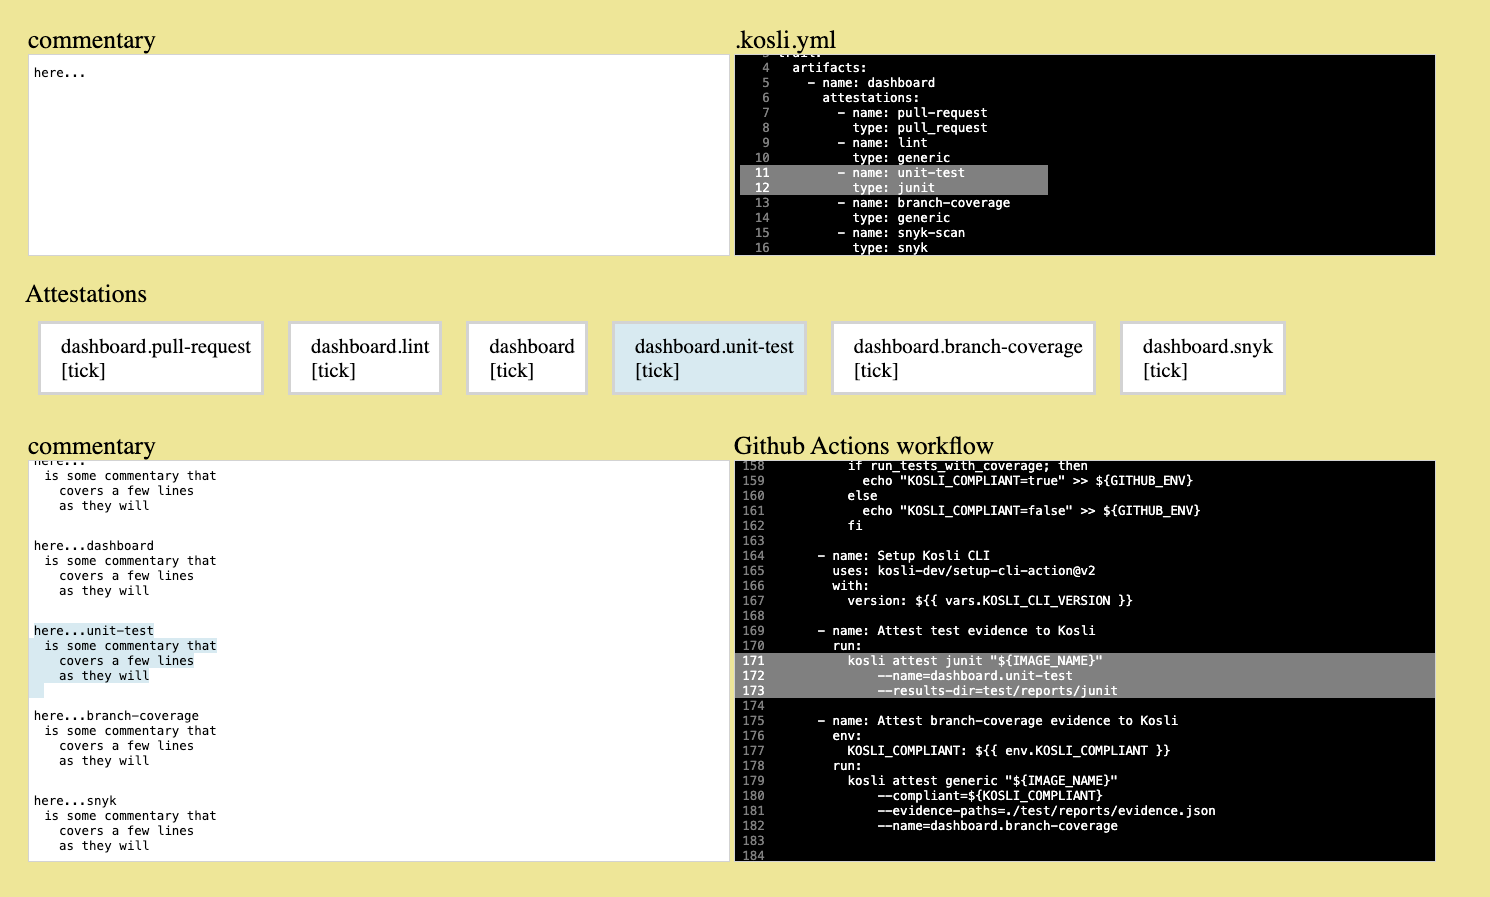 commentary
here...
.kosli.yml
3 trail:
4 artifacts:
5 - name: dashboard
6 attestations:
7 - name: pull-request
8 type: pull_request
9 - name: lint
10 type: generic
11 - name: unit-test
12 type: junit
13 - name: branch-coverage
14 type: generic
15 - name: snyk-scan
16 type: snyk
Attestations
dashboard.pull-request
[tick]
dashboard.lint
[tick]
dashboard
[tick]
dashboard.unit-test
[tick]
dashboard.branch-coverage
[tick]
dashboard.snyk
[tick]
commentary
here...
is some commentary that
covers a few lines
as they will
here...dashboard
is some commentary that
covers a few lines
as they will
here...unit-test
is some commentary that
covers a few lines
as they will
here...branch-coverage
is some commentary that
covers a few lines
as they will
here...snyk
is some commentary that
covers a few lines
as they will
Github Actions workflow
158 if run_tests_with_coverage; then
159 echo "KOSLI_COMPLIANT=true" >> ${GITHUB_ENV}
160 else
161 echo "KOSLI_COMPLIANT=false" >> ${GITHUB_ENV}
162 fi
163
164 - name: Setup Kosli CLI
165 uses: kosli-dev/setup-cli-action@v2
166 with:
167 version: ${{ vars.KOSLI_CLI_VERSION }}
168
169 - name: Attest test evidence to Kosli
170 run:
171 kosli attest junit "${IMAGE_NAME}"
172 --name=dashboard.unit-test
173 --results-dir=test/reports/junit
174
175 - name: Attest branch-coverage evidence to Kosli
176 env:
177 KOSLI_COMPLIANT: ${{ env.KOSLI_COMPLIANT }}
178 run:
179 kosli attest generic "${IMAGE_NAME}"
180 --compliant=${KOSLI_COMPLIANT}
181 --evidence-paths=./test/reports/evidence.json
182 --name=dashboard.branch-coverage
183
184